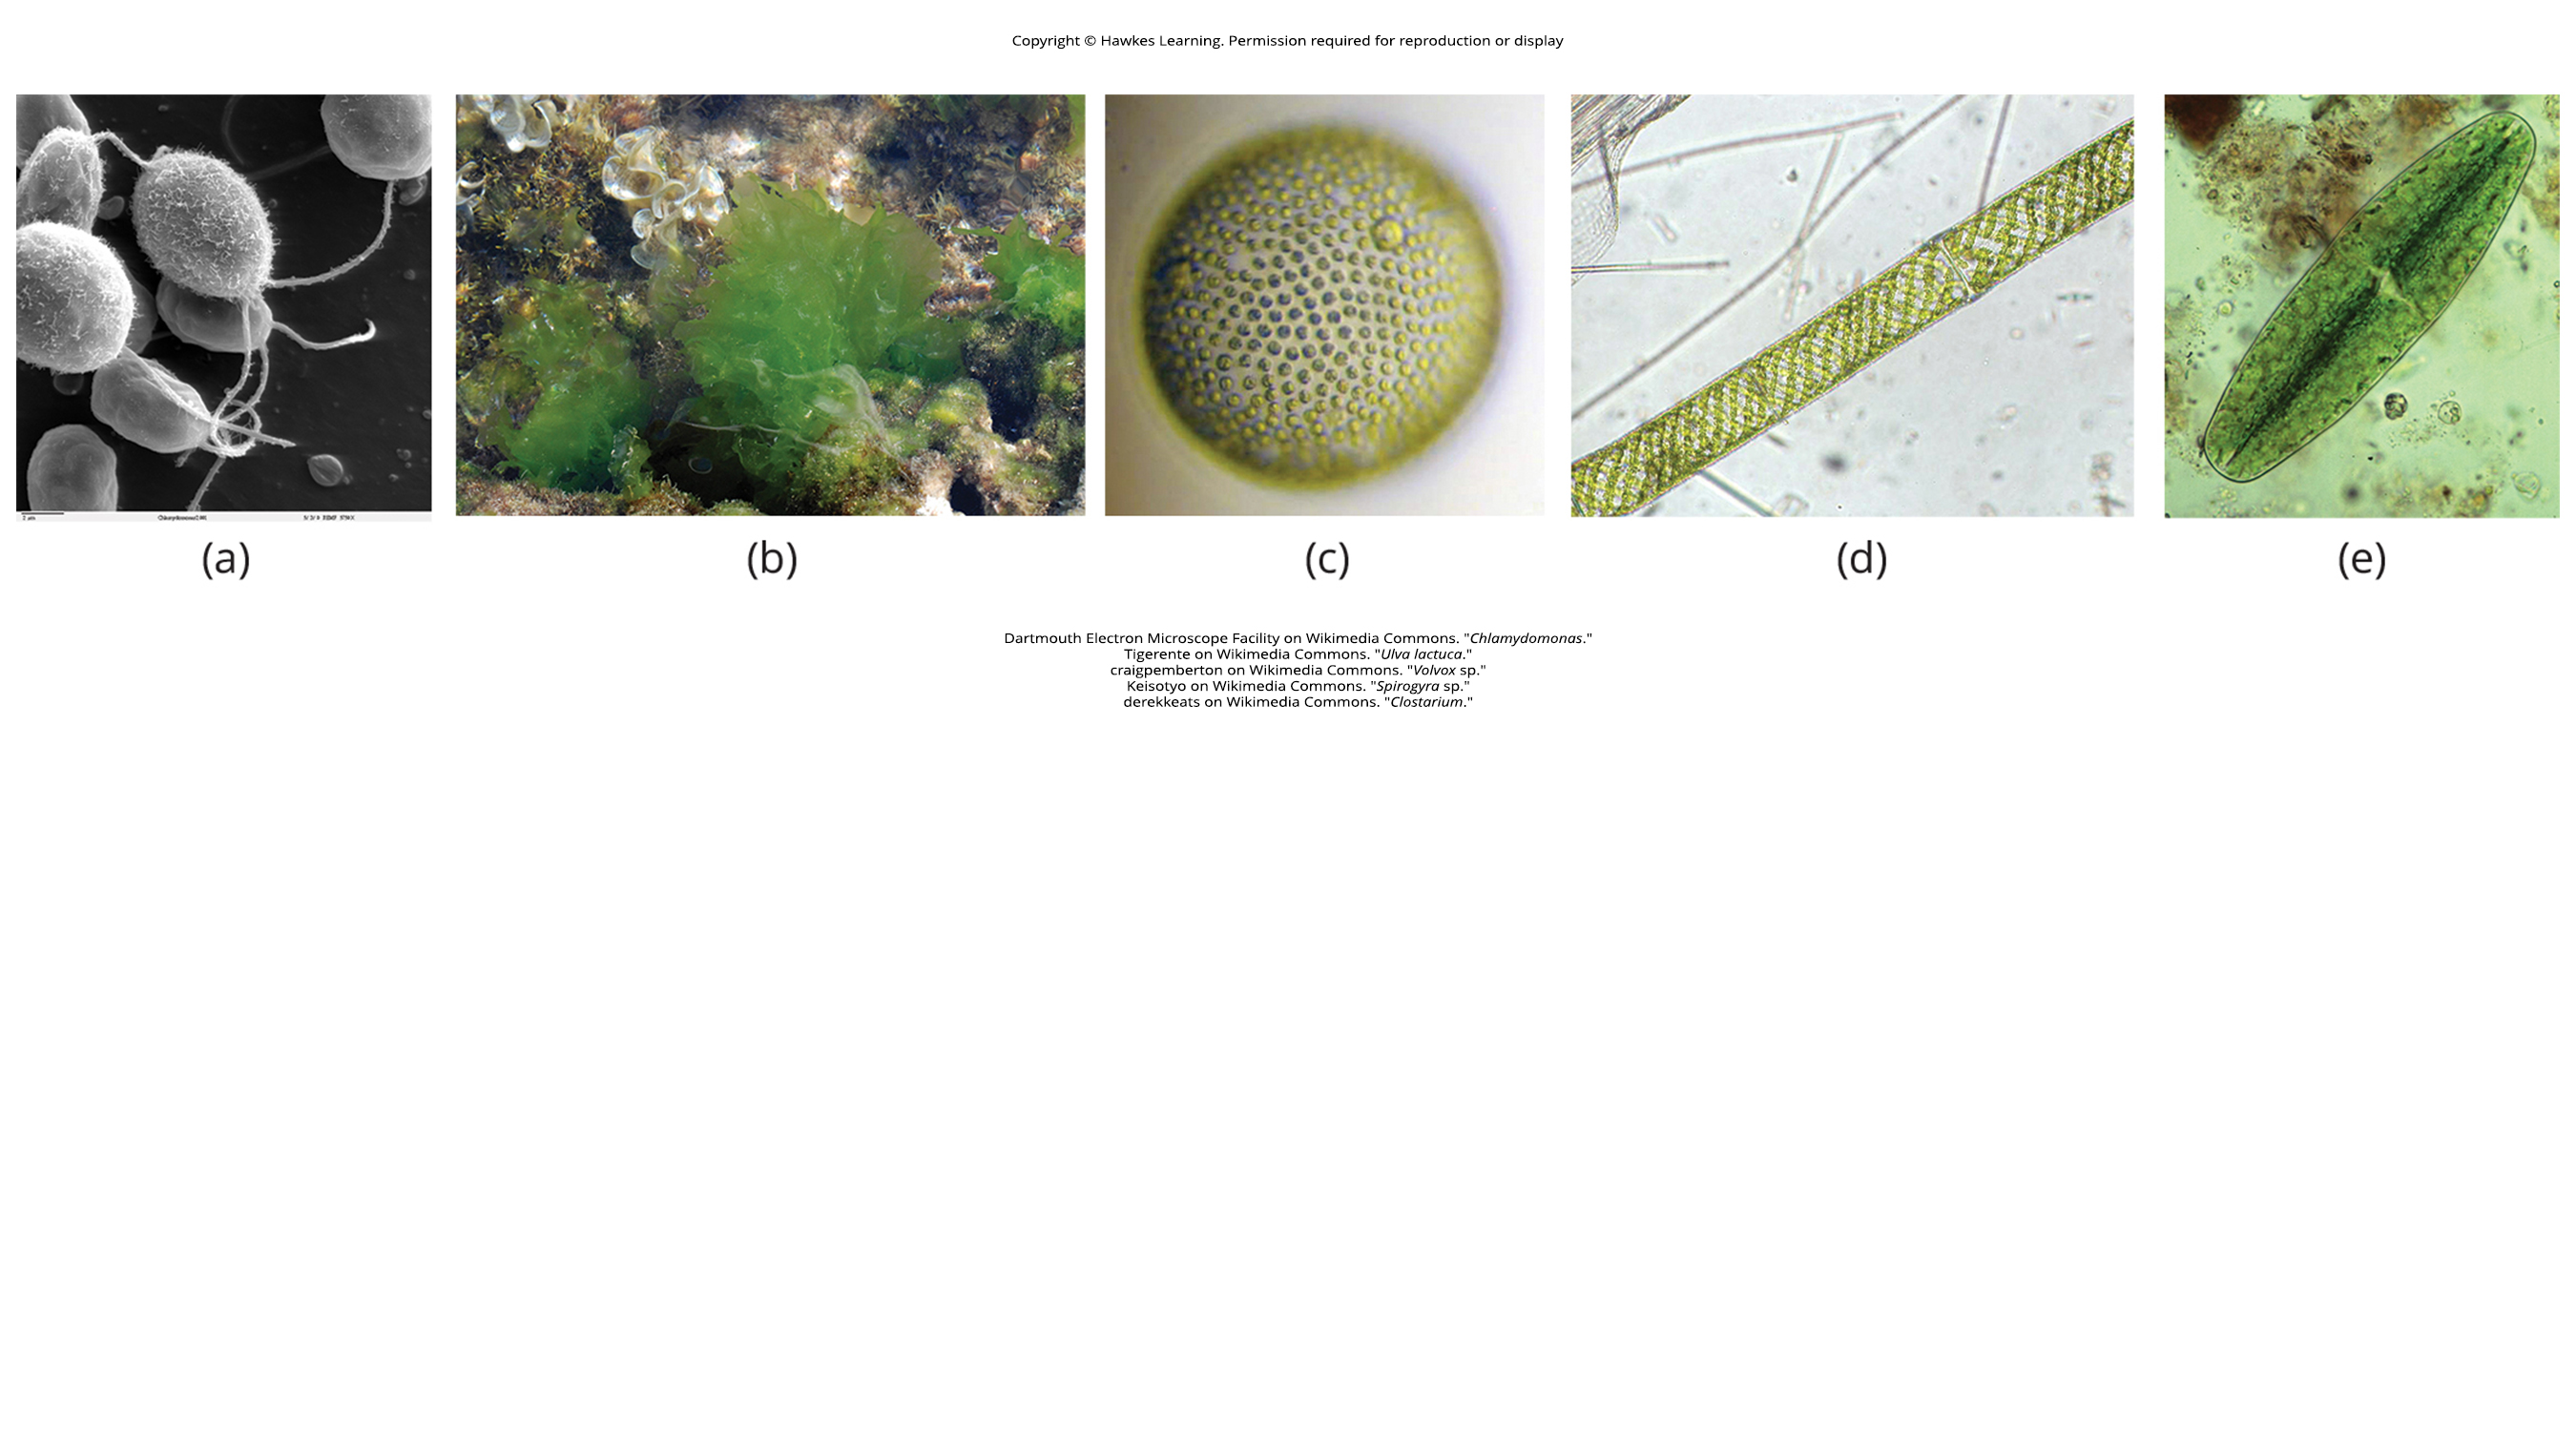 Copyright © Hawkes Learning. Permission required for reproduction or display
(a) (b) (c) (d) (e)
Dartmouth Electron Microscope Facility on Wikimedia Commons. "Chlamydomonas."
Tigerente on Wikimedia Commons. "Ulva lactuca."
craigpemberton on Wikimedia Commons. "Volvox sp."
Keisotyo on Wikimedia Commons. "Spirogyra sp."
derekkeats on Wikimedia Commons. "Clostarium."